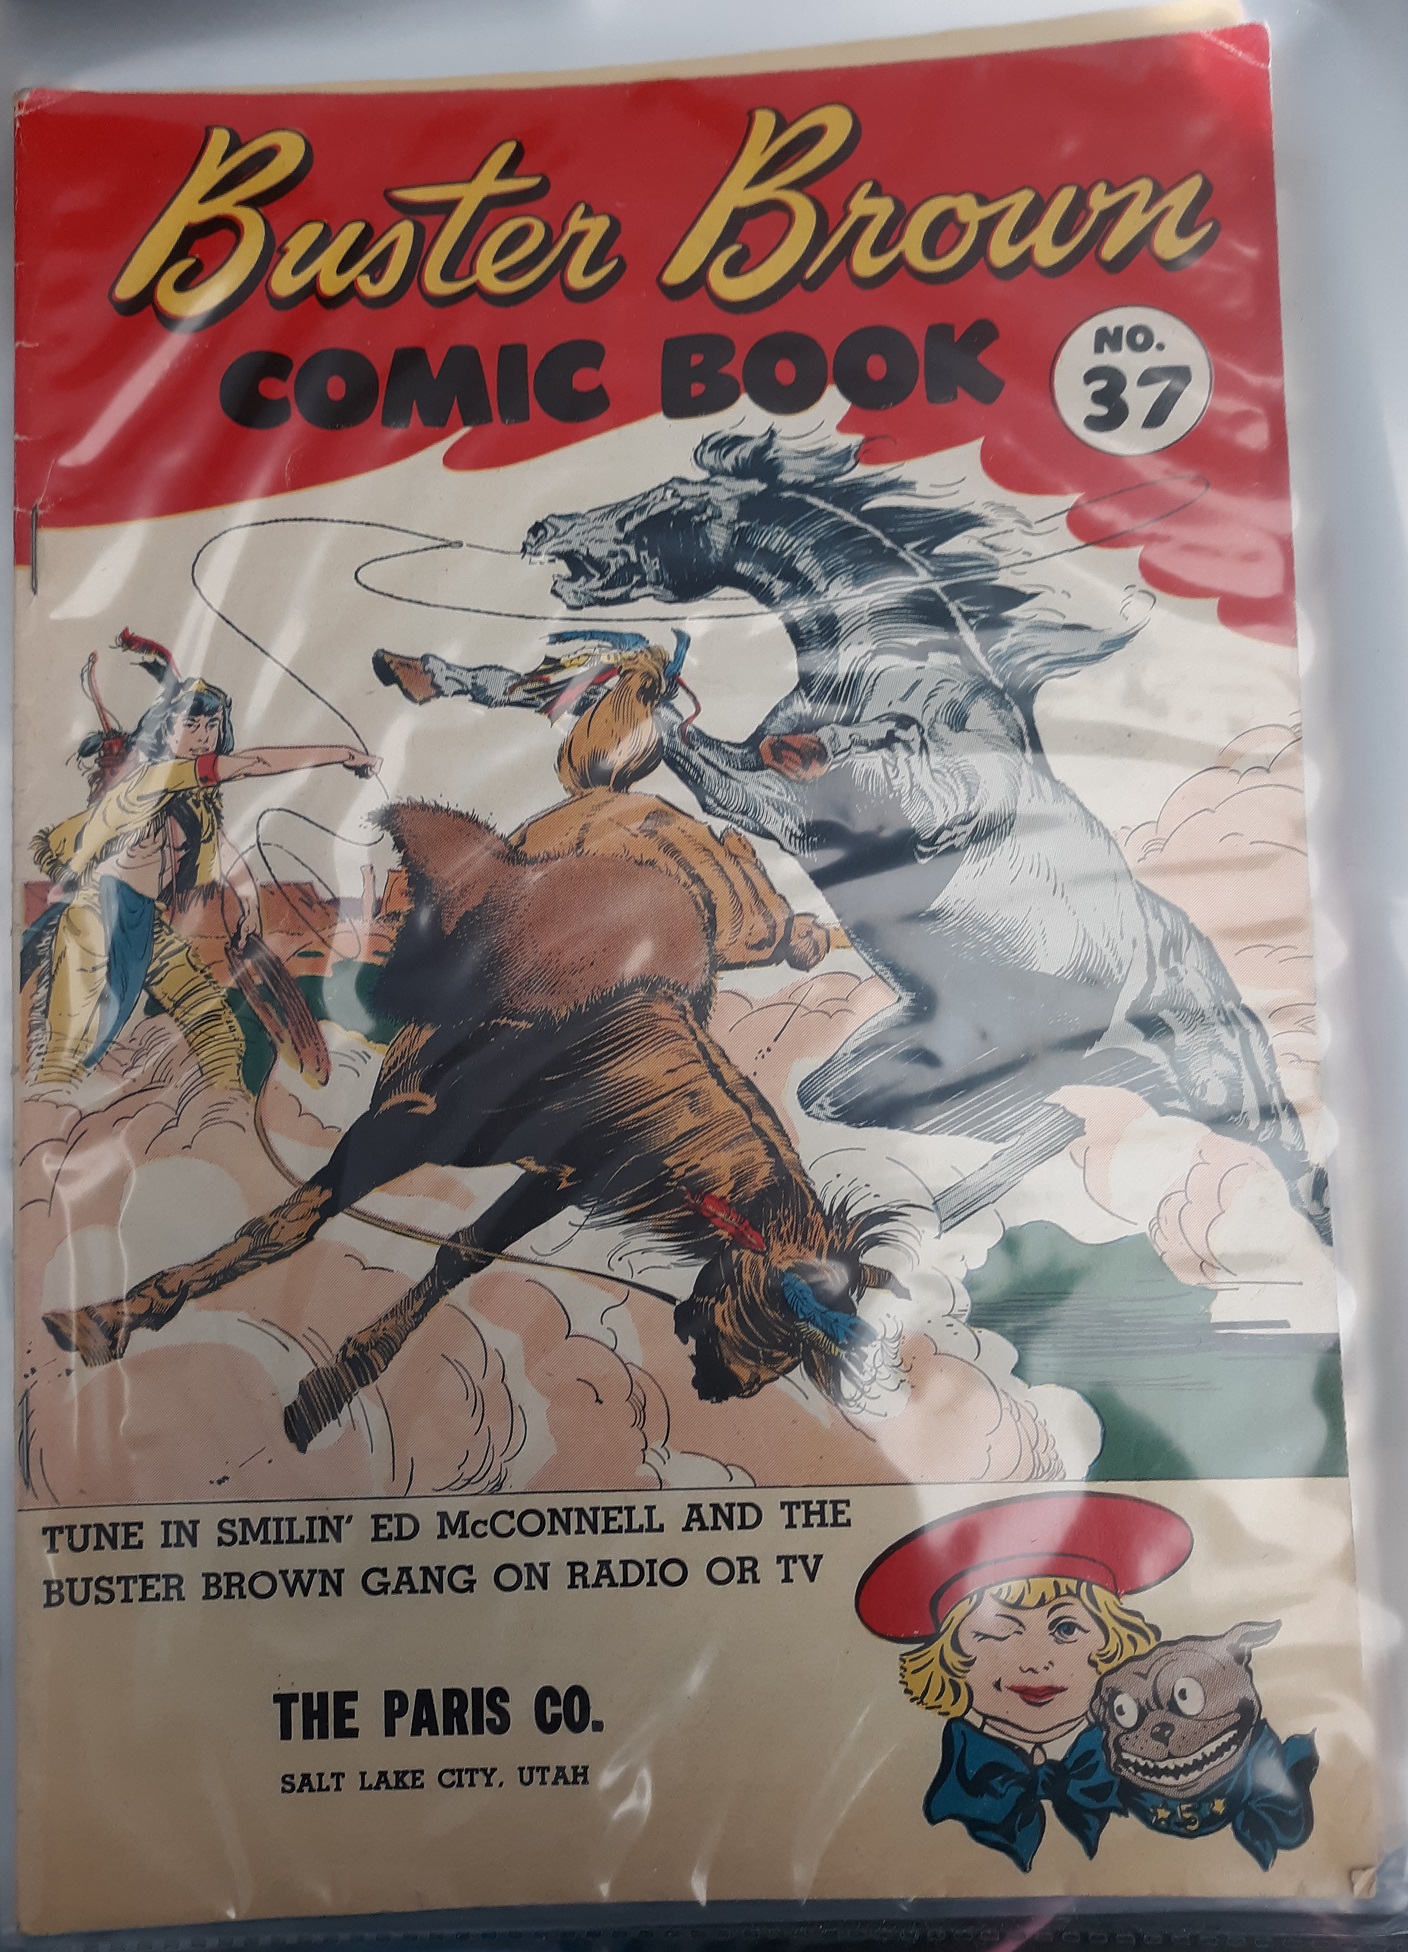 Buster Brown
COMIC BOOK
NO.
37
TUNE IN SMILIN' ED McCONNELL AND THE
BUSTER BROWN GANG ON RADIO OR TV
THE PARIS CO.
SALT LAKE CITY, UTAH
★5★